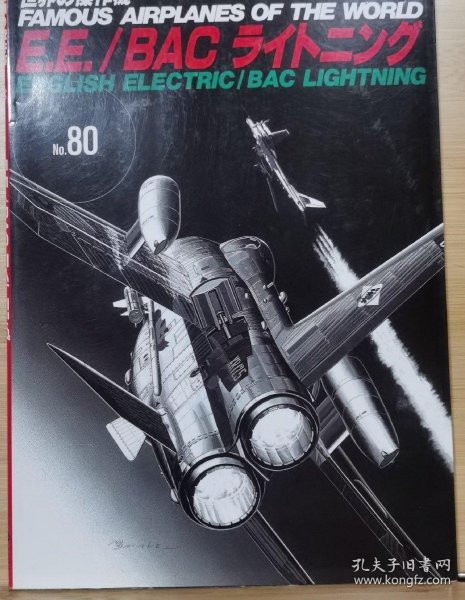 世界の傑作機
FAMOUS AIRPLANES OF THE WORLD
E.E./BAC ライトニング
ENGLISH ELECTRIC/BAC LIGHTNING
No.80
孔夫子旧书网
www.kongfz.com